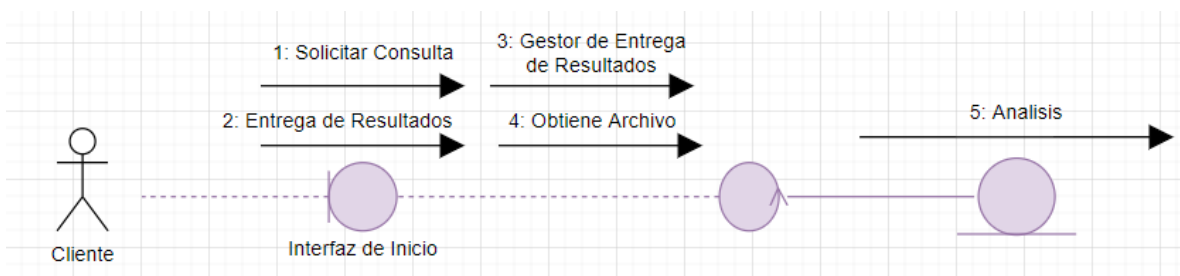 1: Solicitar Consulta
3: Gestor de Entrega
de Resultados
2: Entrega de Resultados
4: Obtiene Archivo
5: Analisis
Cliente
Interfaz de Inicio